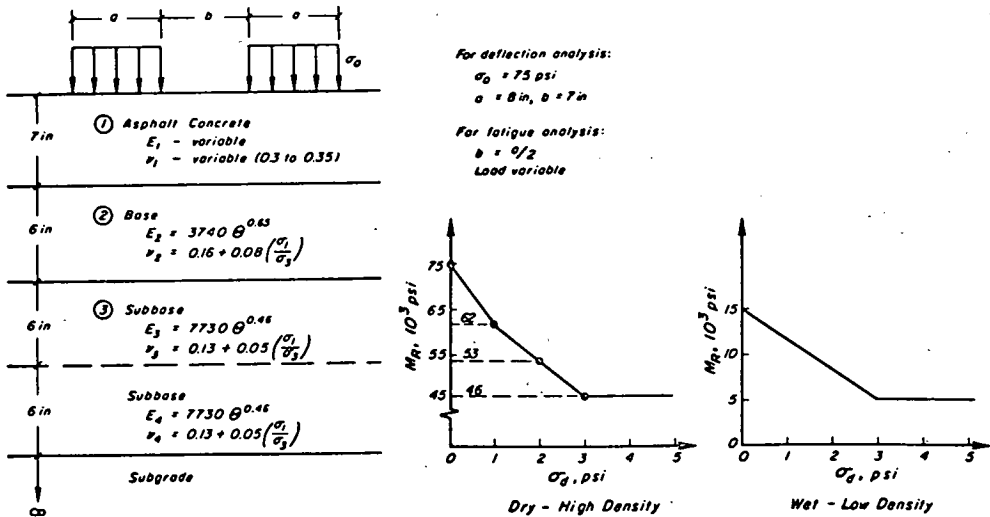 a b a
σ₀
7 in
① Asphalt Concrete
E₁ - variable
ν₁ - variable (0.3 to 0.35)
6 in
② Base
E₂ = 3740 θ^0.65
ν₂ = 0.16 + 0.08 (σ₁/σ₃)
6 in
③ Subbase
E₃ = 7730 θ^0.46
ν₃ = 0.13 + 0.05 (σ₁/σ₃)
6 in
Subbase
E₄ = 7730 θ^0.46
ν₄ = 0.13 + 0.05 (σ₁/σ₃)
Subgrade
∞
For deflection analysis:
σ₀ = 75 psi
a = 8 in, b = 7 in
For fatigue analysis:
b = a/2
Load variable
M_R, 10³ psi
75
65
62
55
53
45
46
0 1 2 3 4 5
σ_d, psi
Dry - High Density
M_R, 10³ psi
15
10
5
0
0 1 2 3 4 5
σ_d, psi
Wet - Low Density